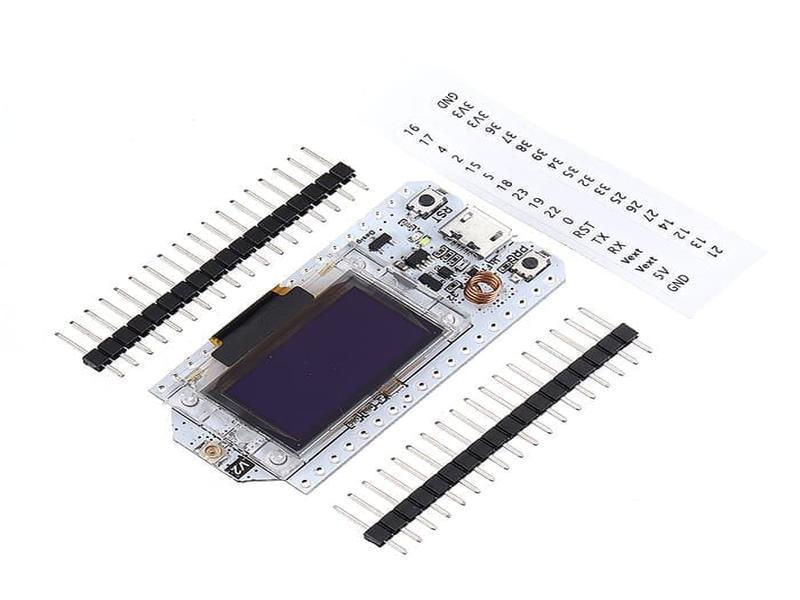 GND 3V3 3V3 36 37 38 39 34 35 32 33 25 26 27 14 12 13 21
16 17 4 2 15 5 18 23 19 22 0 RST TX RX Vext Vext 5V GND
RST
PRG
V2